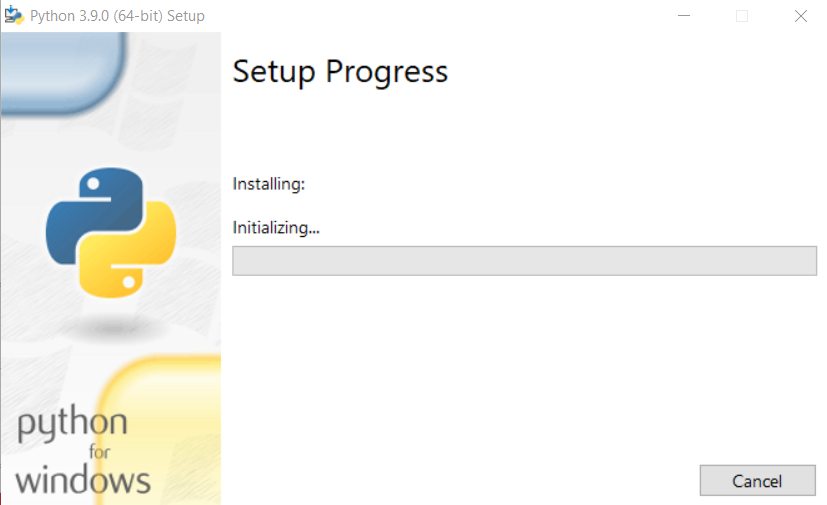 Python 3.9.0 (64-bit) Setup
Setup Progress
Installing:
Initializing...
python
for
windows
Cancel